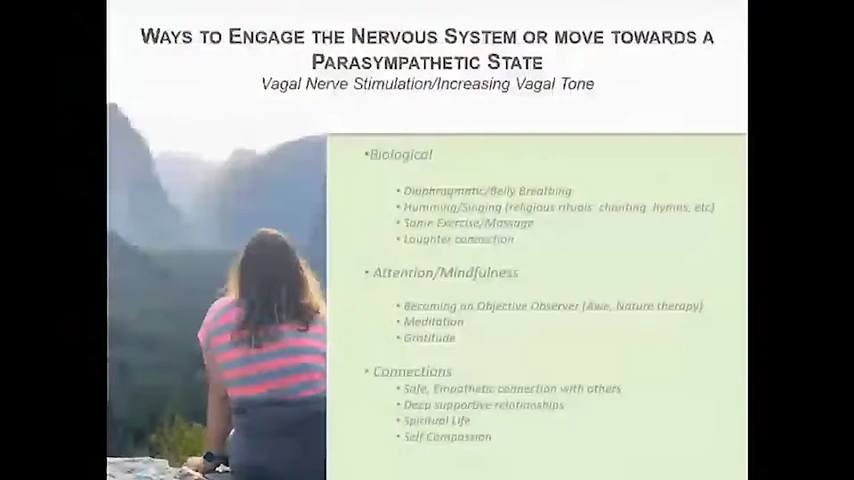 WAYS TO ENGAGE THE NERVOUS SYSTEM OR MOVE TOWARDS A
PARASYMPATHETIC STATE
Vagal Nerve Stimulation/Increasing Vagal Tone
•Biological
• Diaphragmatic/Belly Breathing
• Humming/Singing (religious rituals: chanting, hymns, etc)
• Some Exercise/Massage
• Laughter connection
• Attention/Mindfulness
• Becoming an Objective Observer (Awe, Nature therapy)
• Meditation
• Gratitude
• Connections
• Safe, Empathetic connection with others
• Deep supportive relationships
• Spiritual Life
• Self Compassion